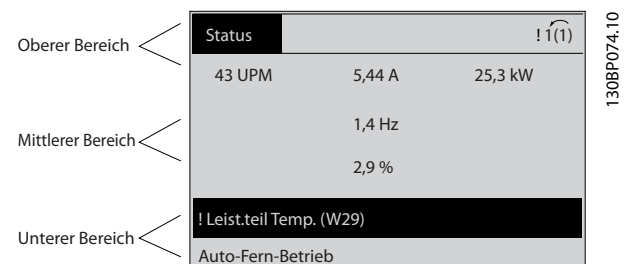 Oberer Bereich
Status
! 1(1)
43 UPM 5,44 A 25,3 kW
1,4 Hz
Mittlerer Bereich
2,9 %
! Leist.teil Temp. (W29)
Unterer Bereich
Auto-Fern-Betrieb
130BP074.10